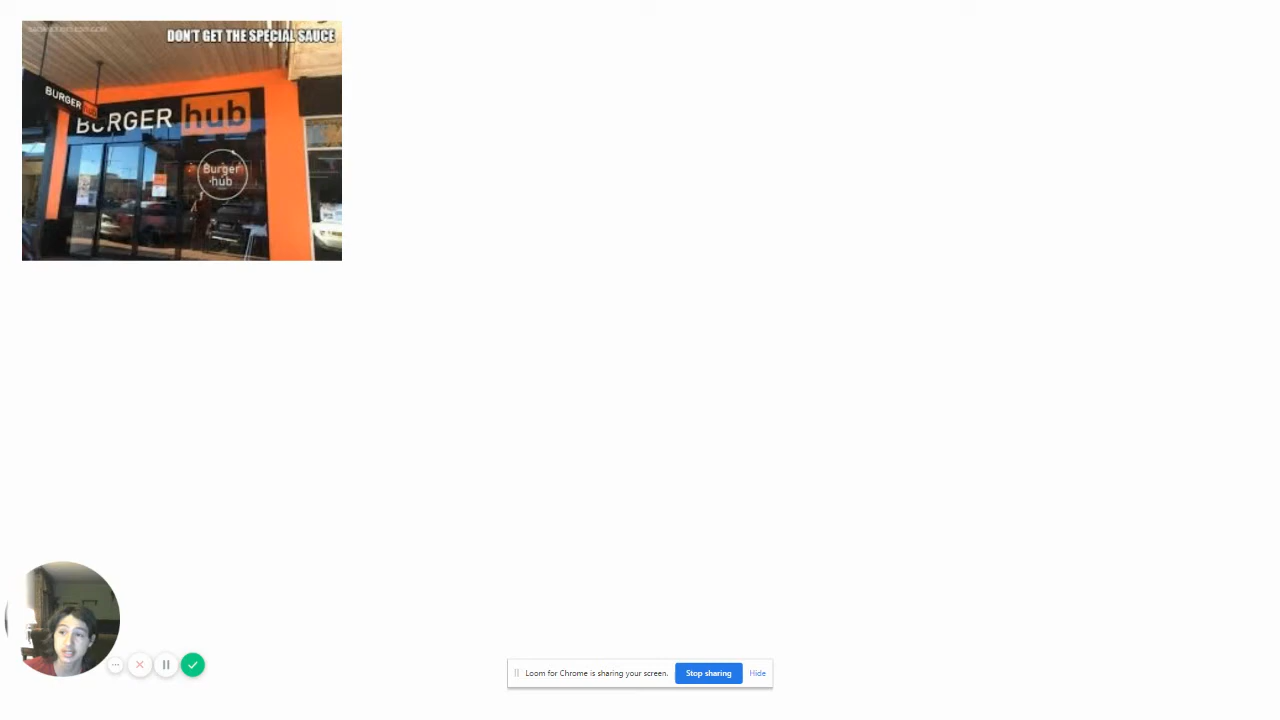 DON'T GET THE SPECIAL SAUCE
BURGER hub
BURGER hub
Burger
hub
Loom for Chrome is sharing your screen. Stop sharing Hide